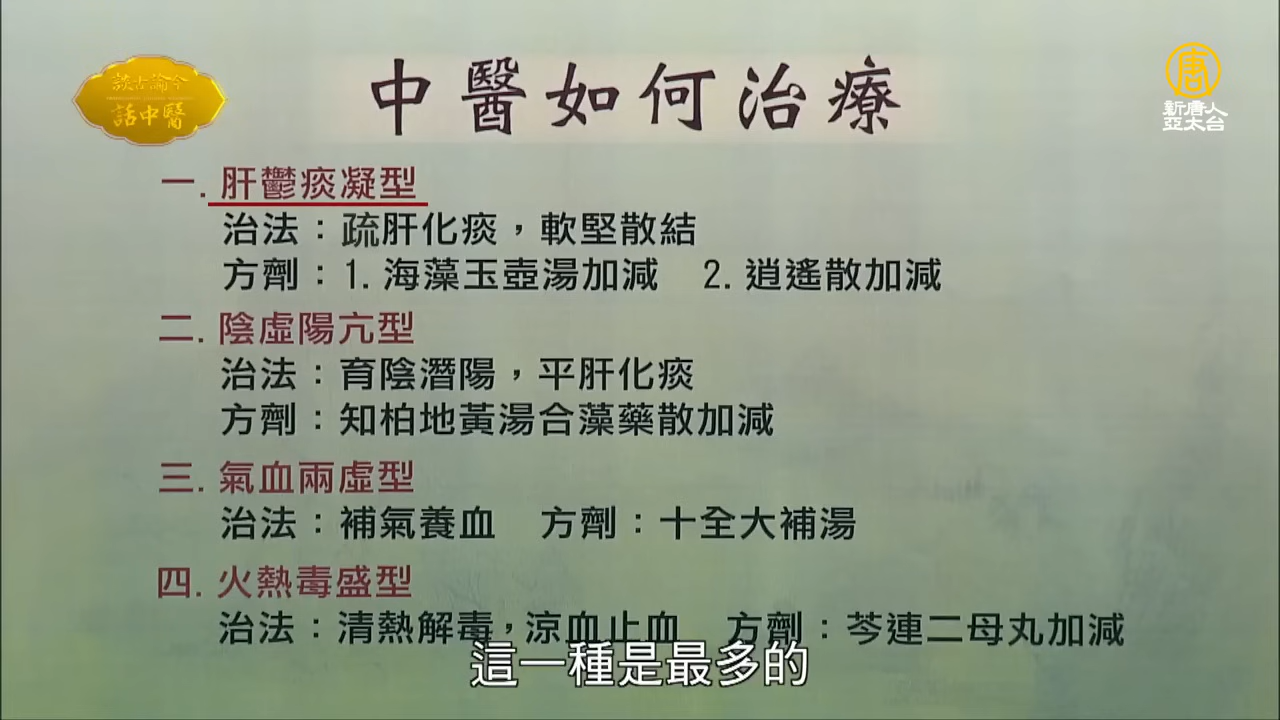 談古論今
話中醫
中醫如何治療
唐
新唐人
亞太台
一. 肝鬱痰凝型
治法：疏肝化痰，軟堅散結
方劑：1. 海藻玉壺湯加減 2. 逍遙散加減
二. 陰虛陽亢型
治法：育陰潛陽，平肝化痰
方劑：知柏地黃湯合藻藥散加減
三. 氣血兩虛型
治法：補氣養血 方劑：十全大補湯
四. 火熱毒盛型
治法：清熱解毒，涼血止血 方劑：芩連二母丸加減
這一種是最多的